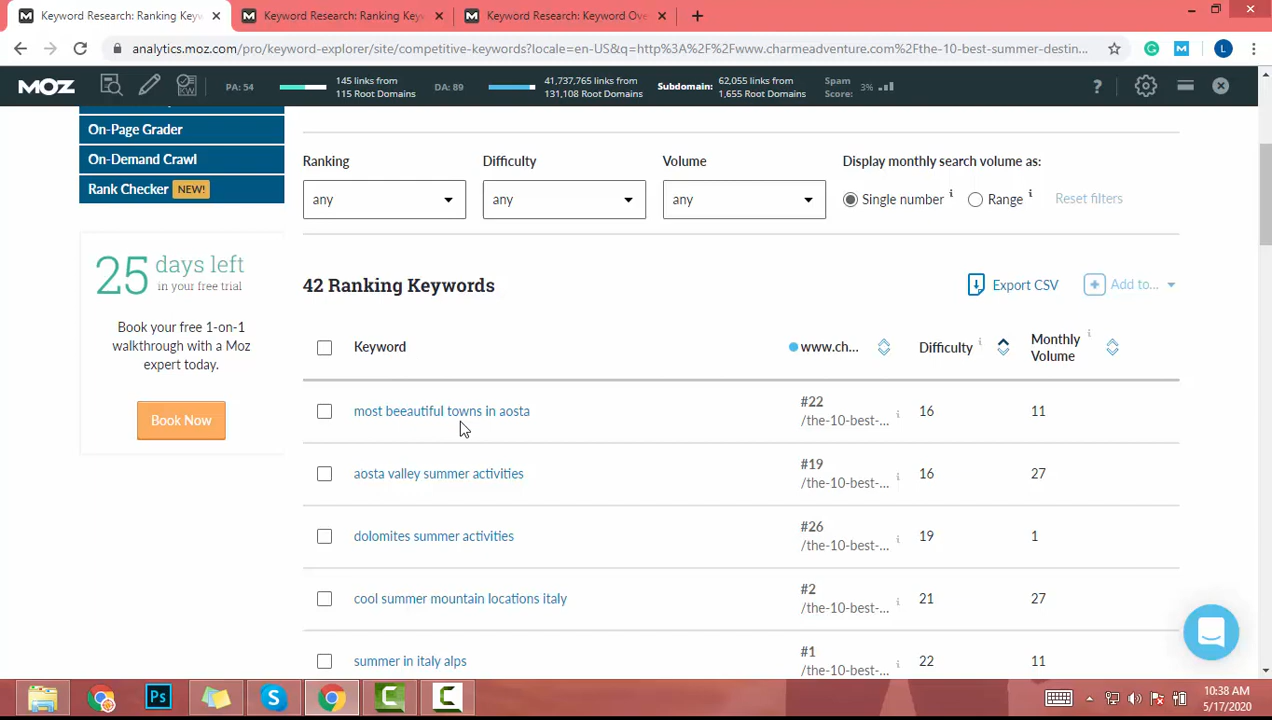 Keyword Research: Ranking Key
Keyword Research: Ranking Key
Keyword Research: Keyword Ov
analytics.moz.com/pro/keyword-explorer/site/competitive-keywords?locale=en-US&q=http%3A%2F%2Fwww.charmeadventure.com%2Fthe-10-best-summer-destin...
L
MOZ
PA: 54
145 links from
115 Root Domains
DA: 89
41,737,765 links from
131,108 Root Domains
Subdomain:
62,055 links from
1,655 Root Domains
Spam
Score:
3%
?
On-Page Grader
On-Demand Crawl
Rank Checker NEW!
Ranking
Difficulty
Volume
Display monthly search volume as:
any
any
any
Single number i
Range i
Reset filters
25 days left
in your free trial
Book your free 1-on-1
walkthrough with a Moz
expert today.
Book Now
42 Ranking Keywords
Export CSV
Add to...
Keyword
www.ch...
Difficulty i
Monthly
Volume i
most beeautiful towns in aosta
#22
/the-10-best-... i
16
11
aosta valley summer activities
#19
/the-10-best-... i
16
27
dolomites summer activities
#26
/the-10-best-... i
19
1
cool summer mountain locations italy
#2
/the-10-best-... i
21
27
summer in italy alps
#1
/the-10-best-... i
22
11
Ps
10:38 AM
5/17/2020